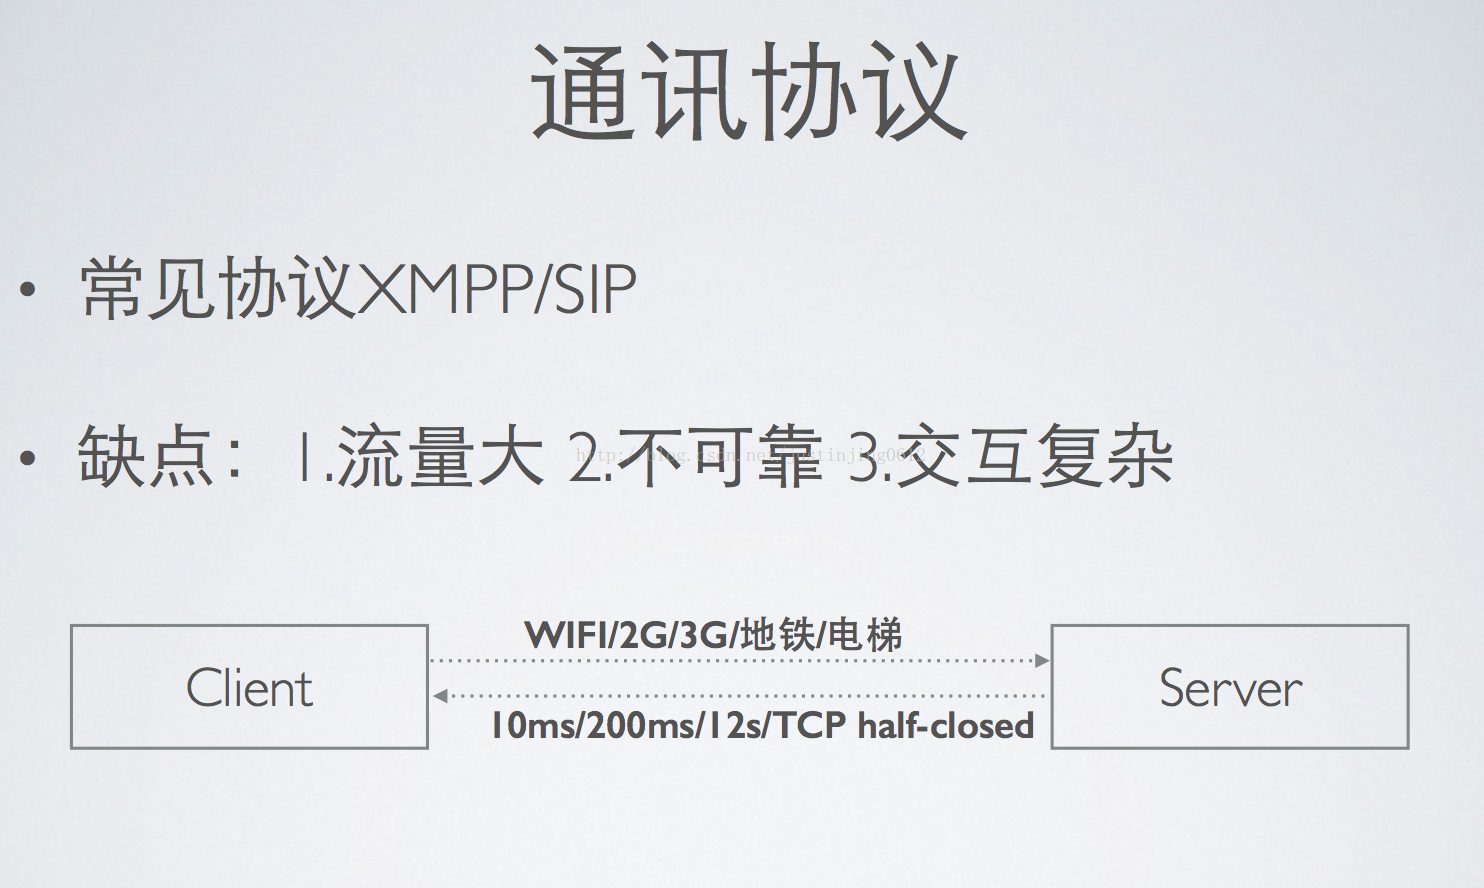 通讯协议
• 常见协议XMPP/SIP
• 缺点：1.流量大 2.不可靠 3.交互复杂
http://blog.csdn.net/justinjing0612
WIFI/2G/3G/地铁/电梯
Client
Server
10ms/200ms/12s/TCP half-closed